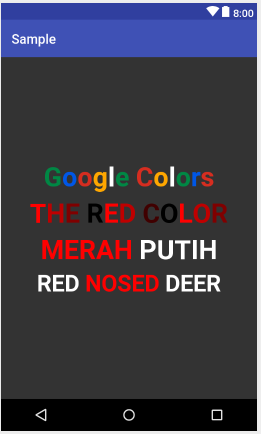 8:00
Sample
Google Colors
THE RED COLOR
MERAH PUTIH
RED NOSED DEER